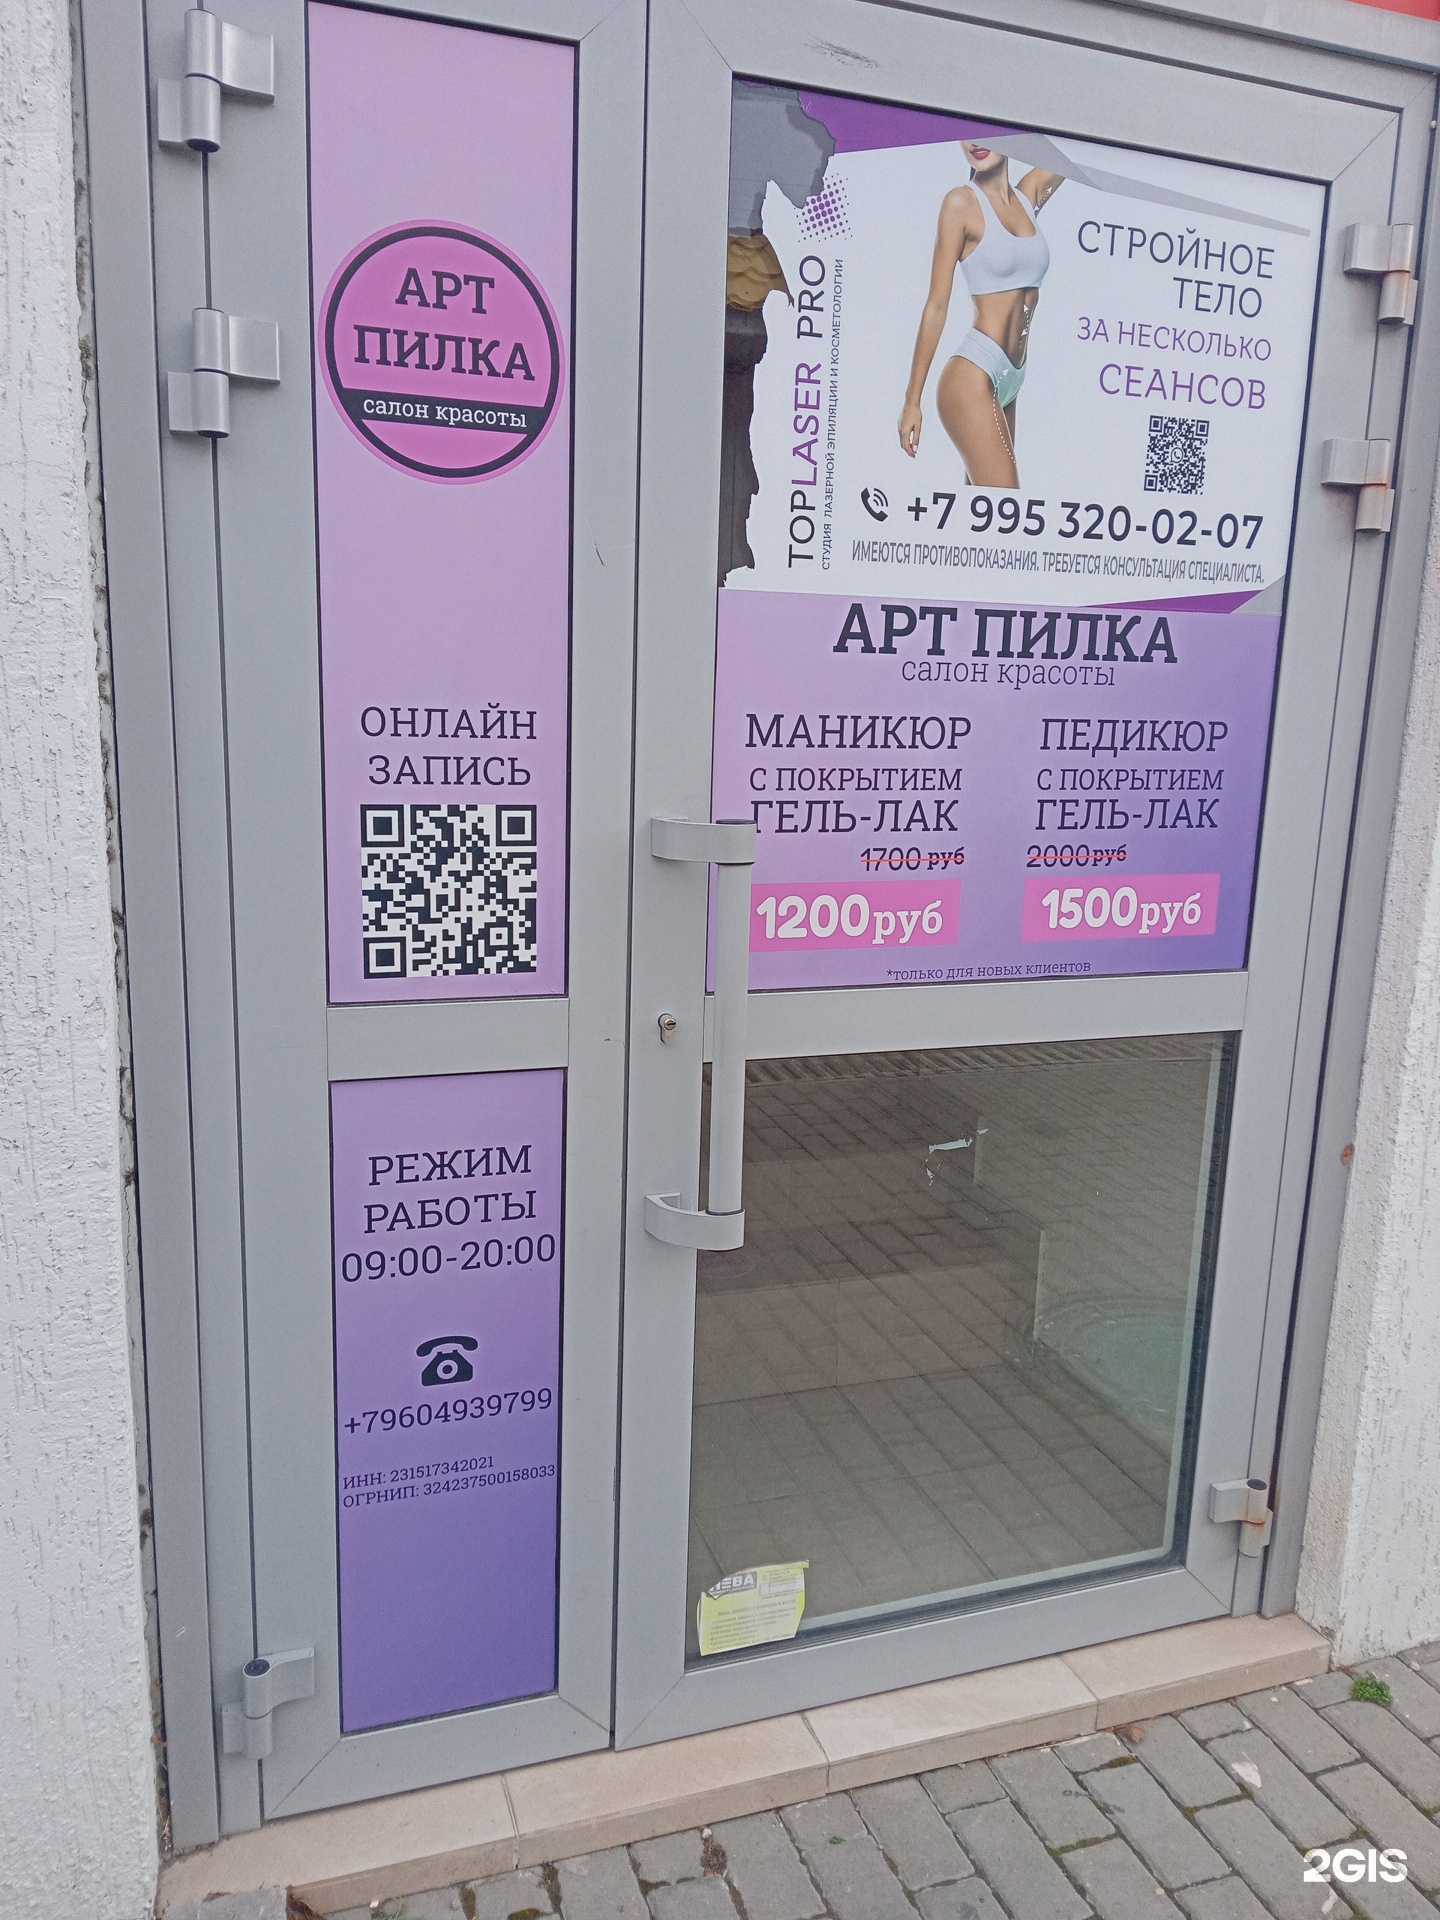 АРТ
ПИЛКА
салон красоты
ОНЛАЙН
ЗАПИСЬ
РЕЖИМ
РАБОТЫ
09:00-20:00
+79604939799
ИНН: 231517342021
ОГРНИП: 324237500158033
TOPLASER PRO
СТУДИЯ ЛАЗЕРНОЙ ЭПИЛЯЦИИ И КОСМЕТОЛОГИИ
СТРОЙНОЕ
ТЕЛО
ЗА НЕСКОЛЬКО
СЕАНСОВ
+7 995 320-02-07
ИМЕЮТСЯ ПРОТИВОПОКАЗАНИЯ. ТРЕБУЕТСЯ КОНСУЛЬТАЦИЯ СПЕЦИАЛИСТА.
АРТ ПИЛКА
салон красоты
МАНИКЮР
С ПОКРЫТИЕМ
ГЕЛЬ-ЛАК
1700 руб
1200руб
ПЕДИКЮР
С ПОКРЫТИЕМ
ГЕЛЬ-ЛАК
2000руб
1500руб
*только для новых клиентов
2GIS